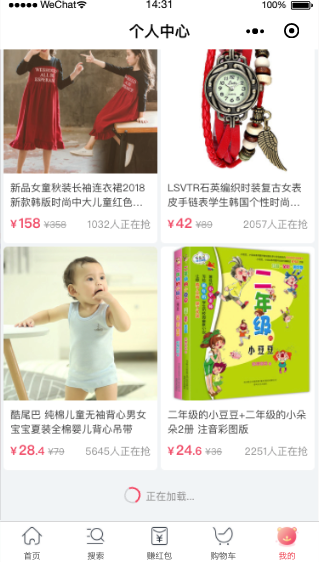 WeChat
14:31
100%
个人中心
新品女童秋装长袖连衣裙2018
新款韩版时尚中大儿童红色...
¥158 ¥358 1032人正在抢
LSVTR石英编织时装复古女表
皮手链表学生韩国个性时尚...
¥42 ¥89 2057人正在抢
二年级
的
小豆豆
酷尾巴 纯棉儿童无袖背心男女
宝宝夏装全棉婴儿背心吊带
¥28.4 ¥79 5645人正在抢
二年级的小豆豆+二年级的小朵
朵2册 注音彩图版
¥24.6 ¥36 2251人正在抢
正在加载...
首页
搜索
赚红包
购物车
我的